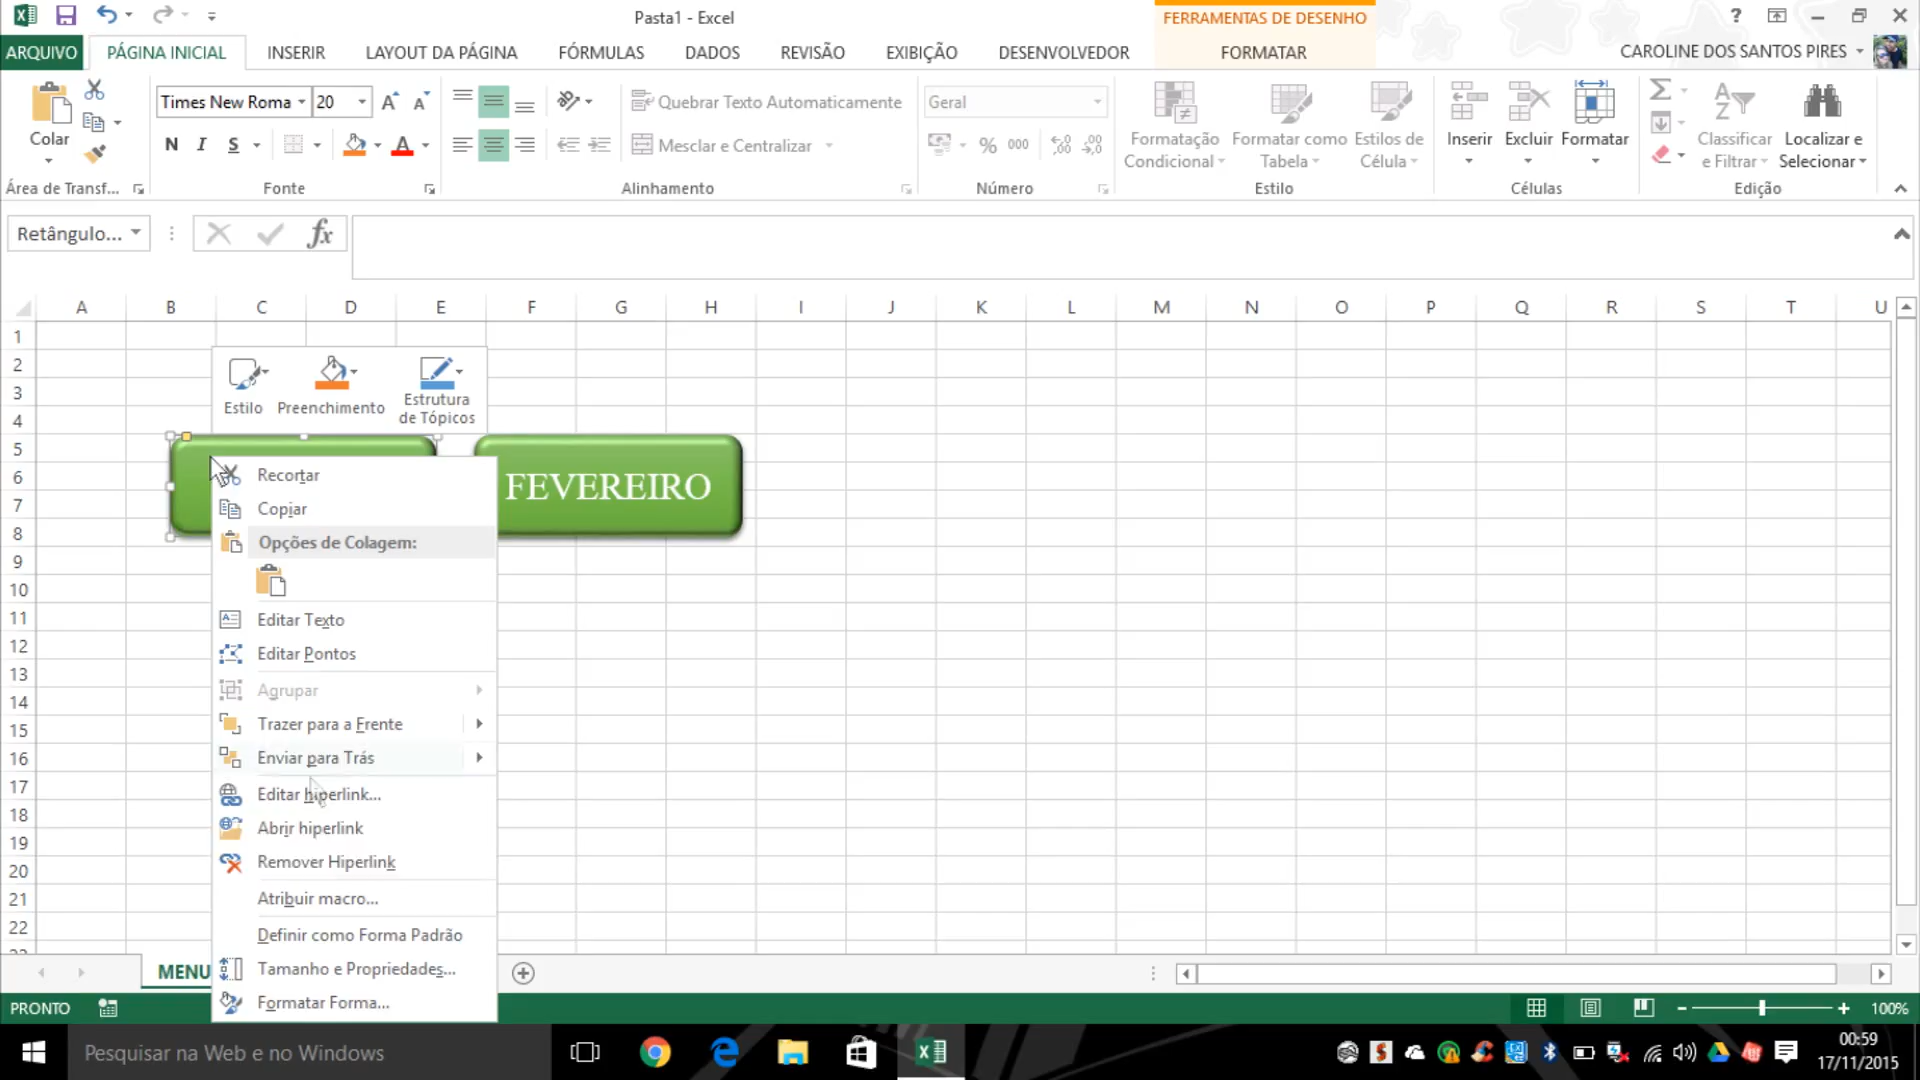 Pasta1 - Excel
FERRAMENTAS DE DESENHO
?
ARQUIVO
PÁGINA INICIAL
INSERIR
LAYOUT DA PÁGINA
FÓRMULAS
DADOS
REVISÃO
EXIBIÇÃO
DESENVOLVEDOR
FORMATAR
CAROLINE DOS SANTOS PIRES
Colar
Times New Roma
20
N I S
Quebrar Texto Automaticamente
Mesclar e Centralizar
Geral
% 000
Formatação Condicional
Formatar como Tabela
Estilos de Célula
Inserir
Excluir
Formatar
Classificar e Filtrar
Localizar e Selecionar
Área de Transf...
Fonte
Alinhamento
Número
Estilo
Células
Edição
Retângulo...
fx
A B C D E F G H I J K L M N O P Q R S T U
1
2
3
4
5
6
7
8
9
10
11
12
13
14
15
16
17
18
19
20
21
22
Estilo
Preenchimento
Estrutura de Tópicos
FEVEREIRO
Recortar
Copiar
Opções de Colagem:
Editar Texto
Editar Pontos
Agrupar
Trazer para a Frente
Enviar para Trás
Editar hiperlink...
Abrir hiperlink
Remover Hiperlink
Atribuir macro...
Definir como Forma Padrão
Tamanho e Propriedades...
Formatar Forma...
MENU
PRONTO
100%
Pesquisar na Web e no Windows
00:59
17/11/2015